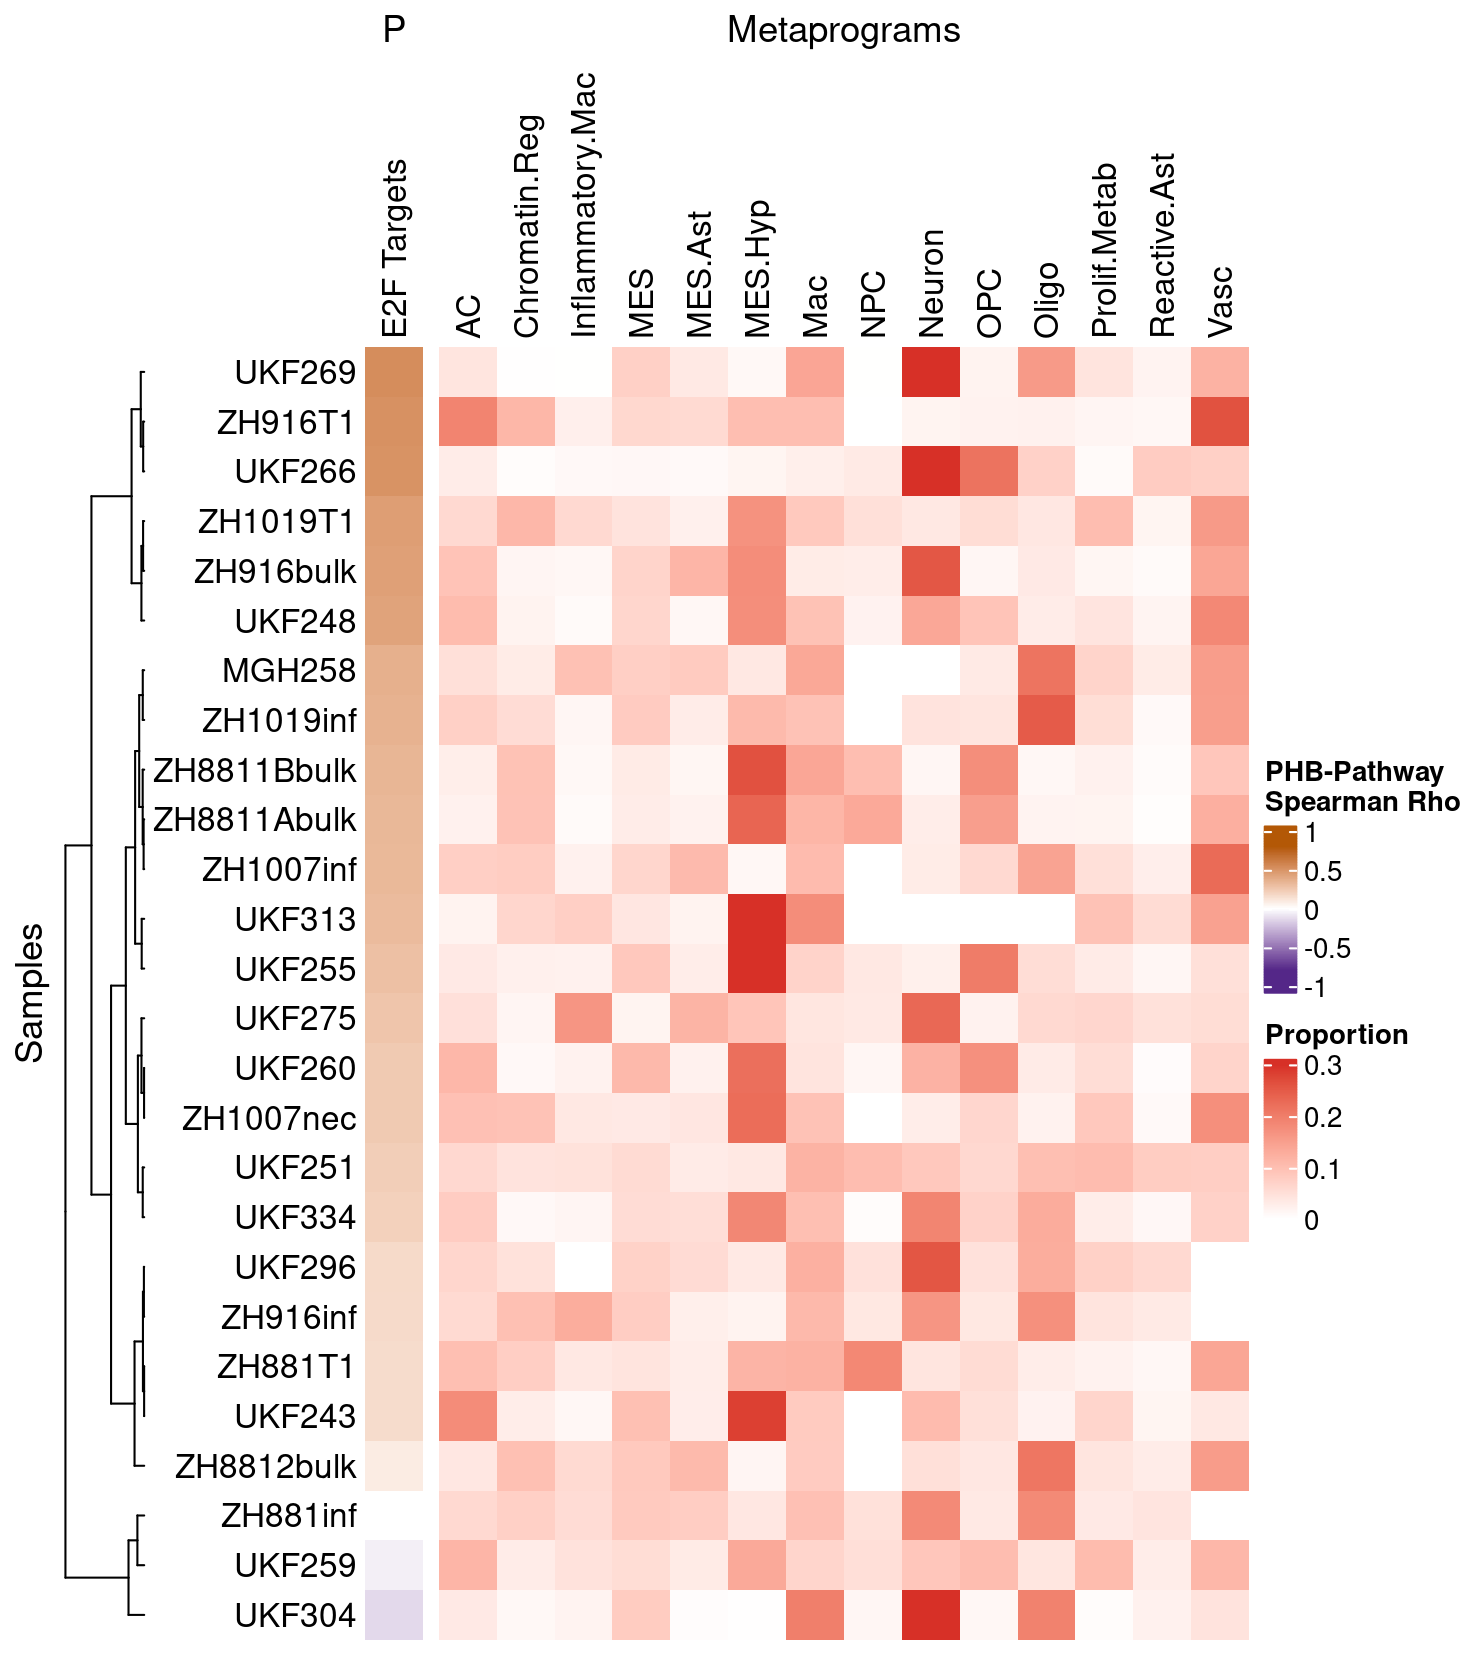 P Metaprograms
E2F Targets
AC
Chromatin.Reg
Inflammatory.Mac
MES
MES.Ast
MES.Hyp
Mac
NPC
Neuron
OPC
Oligo
Prolif.Metab
Reactive.Ast
Vasc
Samples
UKF269
ZH916T1
UKF266
ZH1019T1
ZH916bulk
UKF248
MGH258
ZH1019inf
ZH8811Bbulk
ZH8811Abulk
ZH1007inf
UKF313
UKF255
UKF275
UKF260
ZH1007nec
UKF251
UKF334
UKF296
ZH916inf
ZH881T1
UKF243
ZH8812bulk
ZH881inf
UKF259
UKF304
PHB-Pathway
Spearman Rho
1
0.5
0
-0.5
-1
Proportion
0.3
0.2
0.1
0